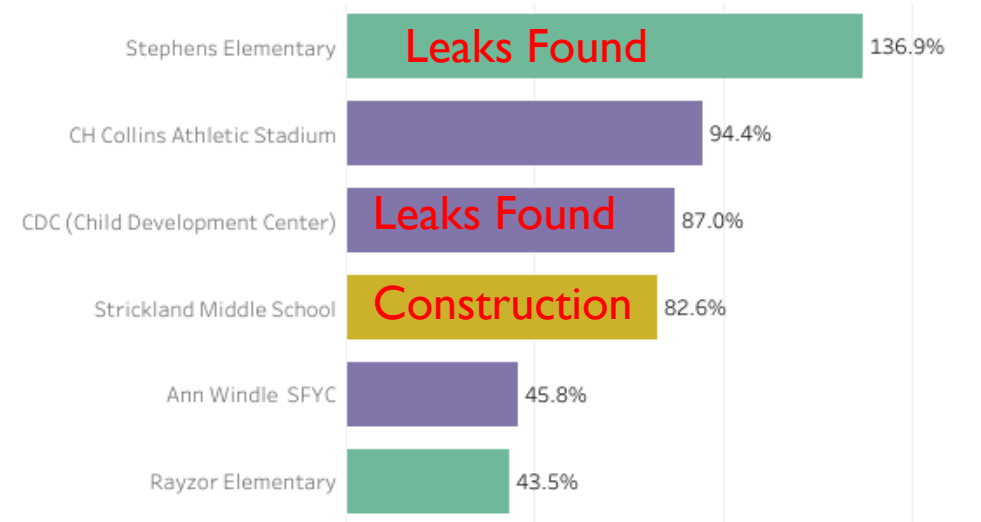 Stephens Elementary Leaks Found 136.9%
CH Collins Athletic Stadium 94.4%
CDC (Child Development Center) Leaks Found 87.0%
Strickland Middle School Construction 82.6%
Ann Windle SFYC 45.8%
Rayzor Elementary 43.5%